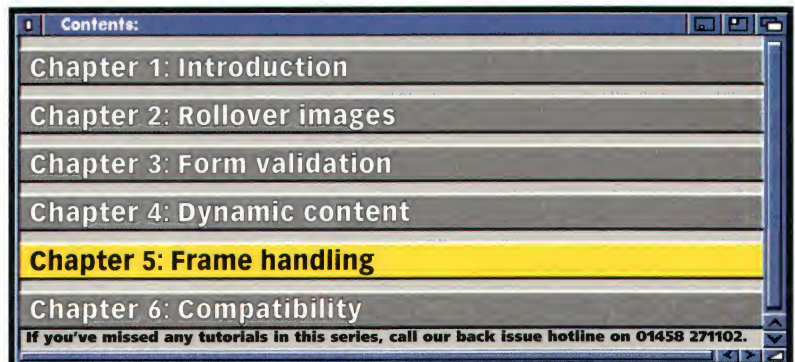 Contents:
Chapter 1: Introduction
Chapter 2: Rollover images
Chapter 3: Form validation
Chapter 4: Dynamic content
Chapter 5: Frame handling
Chapter 6: Compatibility
If you've missed any tutorials in this series, call our back issue hotline on 01458 271102.